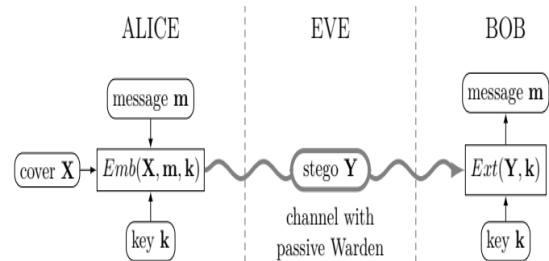 ALICE
EVE
BOB
message m
message m
cover X
Emb(X, m, k)
stego Y
Ext(Y, k)
channel with
passive Warden
key k
key k